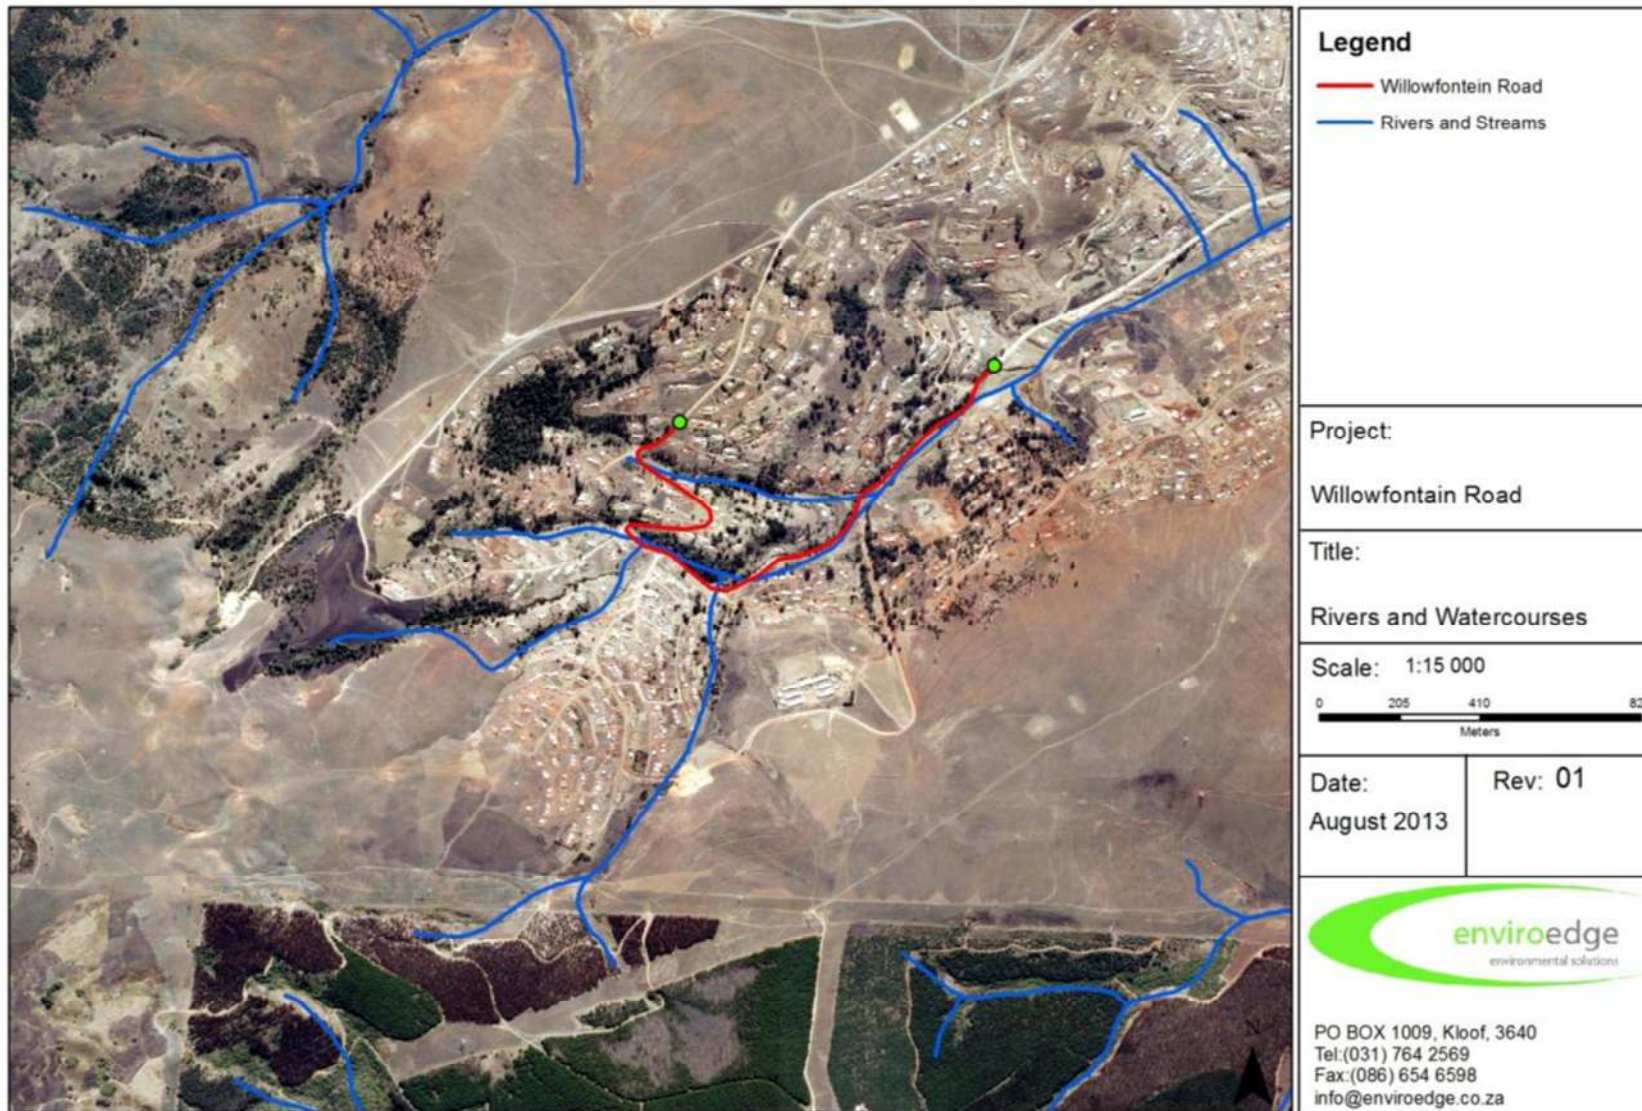 Legend
Willowfontein Road
Rivers and Streams
Project:
Willowfontain Road
Title:
Rivers and Watercourses
Scale: 1:15 000
0 205 410 82
Meters
Date:
August 2013
Rev: 01
enviroedge
environmental solutions
N
PO BOX 1009, Kloof, 3640
Tel:(031) 764 2569
Fax:(086) 654 6598
info@enviroedge.co.za